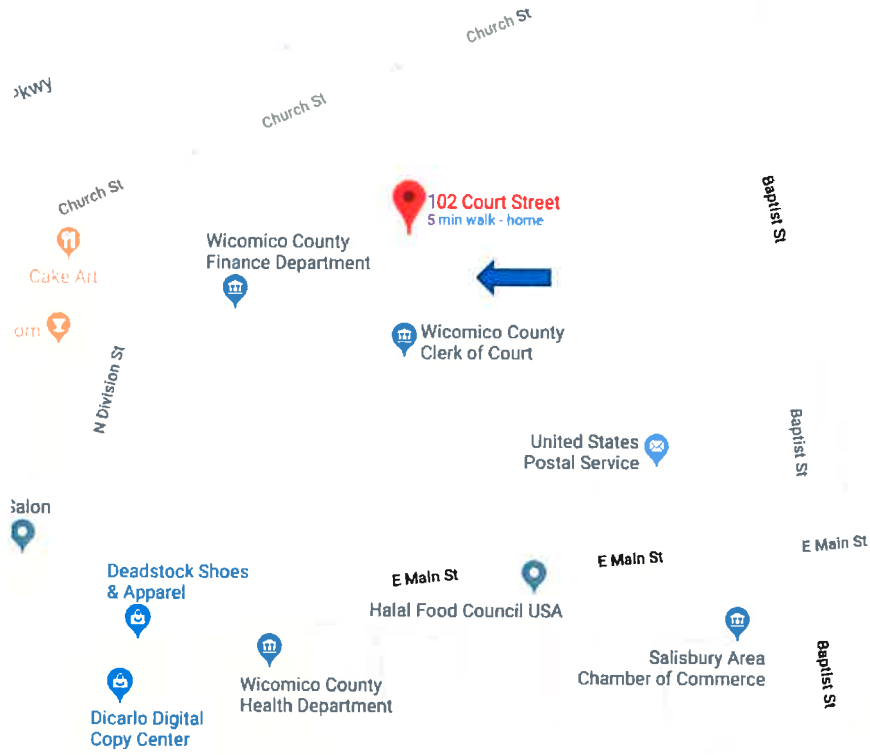 Church St
Pkwy
Church St
Church St
102 Court Street
5 min walk - home
Baptist St
Wicomico County
Finance Department
Cake Art
om
Wicomico County
Clerk of Court
N Division St
Baptist St
United States
Postal Service
Salon
E Main St
E Main St
E Main St
Deadstock Shoes
& Apparel
Halal Food Council USA
Salisbury Area
Chamber of Commerce
Baptist St
Wicomico County
Health Department
Dicarlo Digital
Copy Center